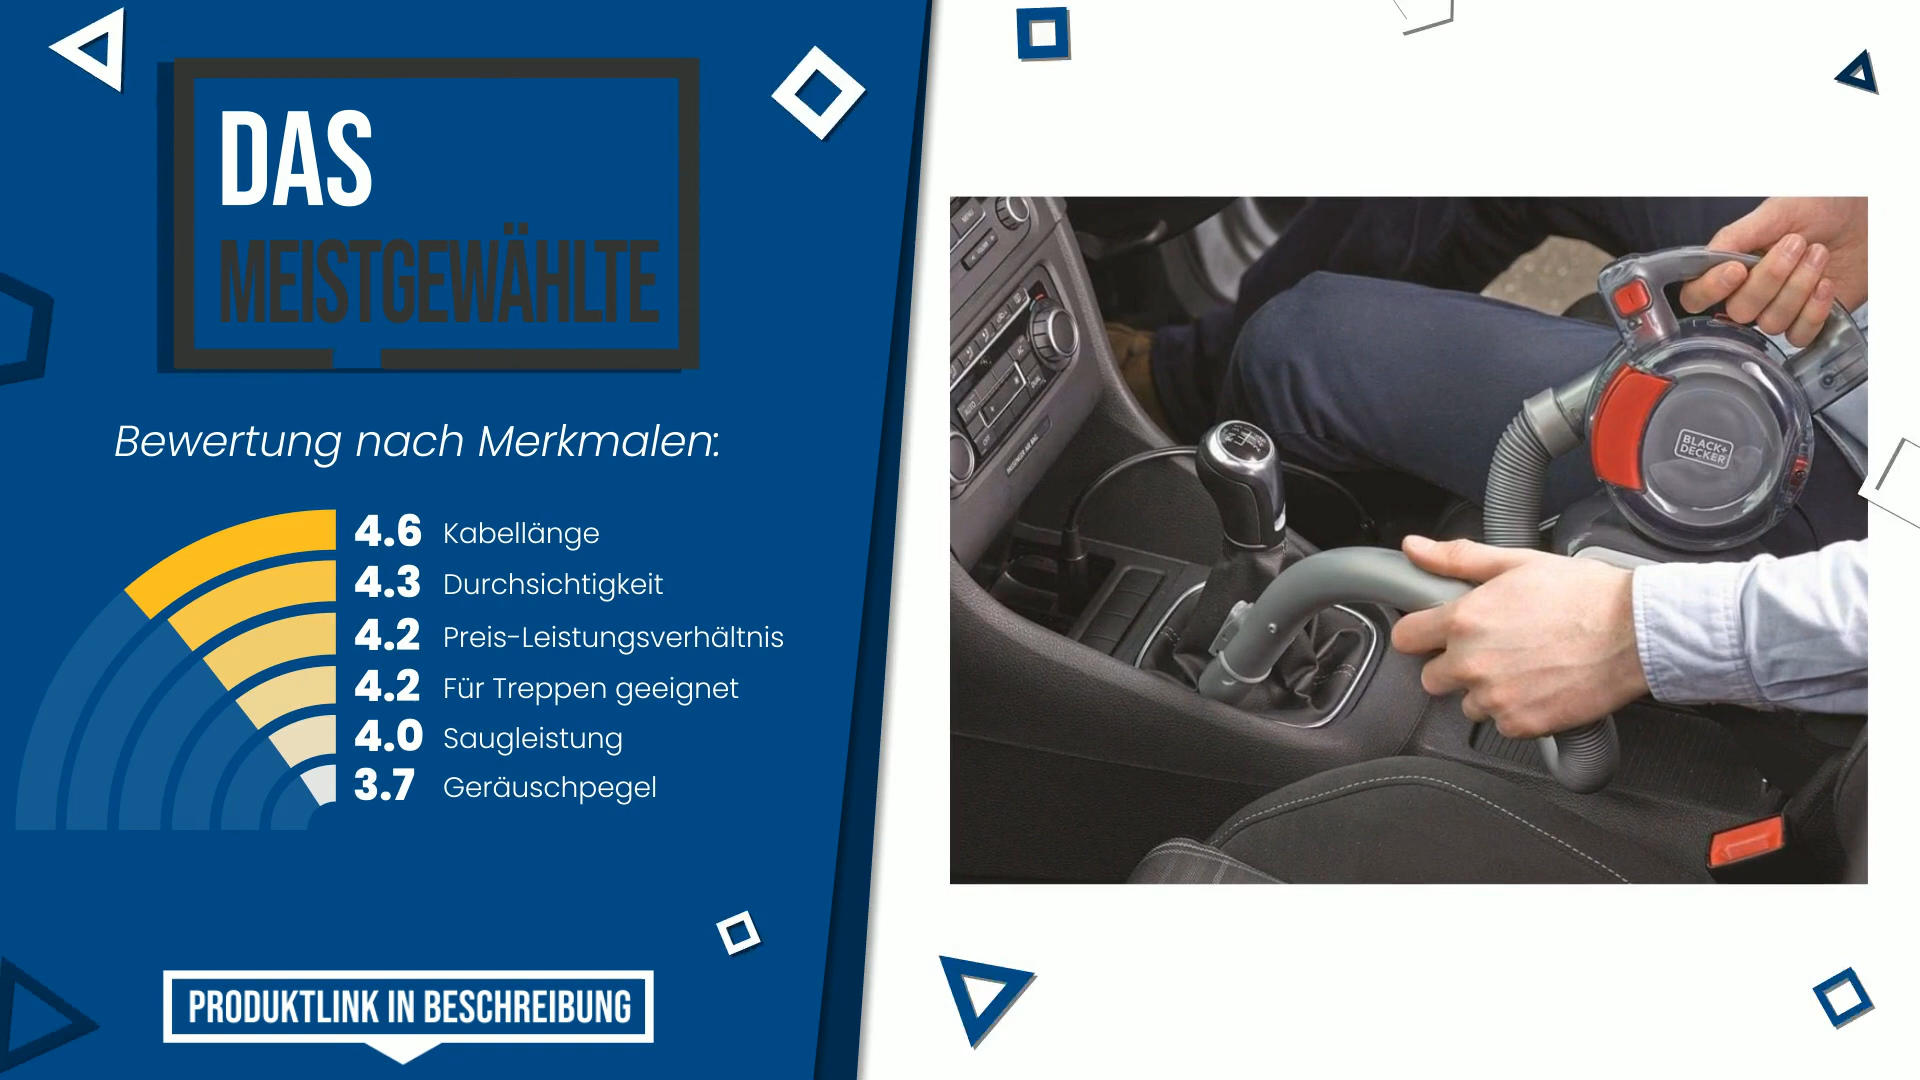 DAS
MEISTGEWÄHLTE
Bewertung nach Merkmalen:
4.6 Kabellänge
4.3 Durchsichtigkeit
4.2 Preis-Leistungsverhältnis
4.2 Für Treppen geeignet
4.0 Saugleistung
3.7 Geräuschpegel
PRODUKTLINK IN BESCHREIBUNG
BLACK+
DECKER